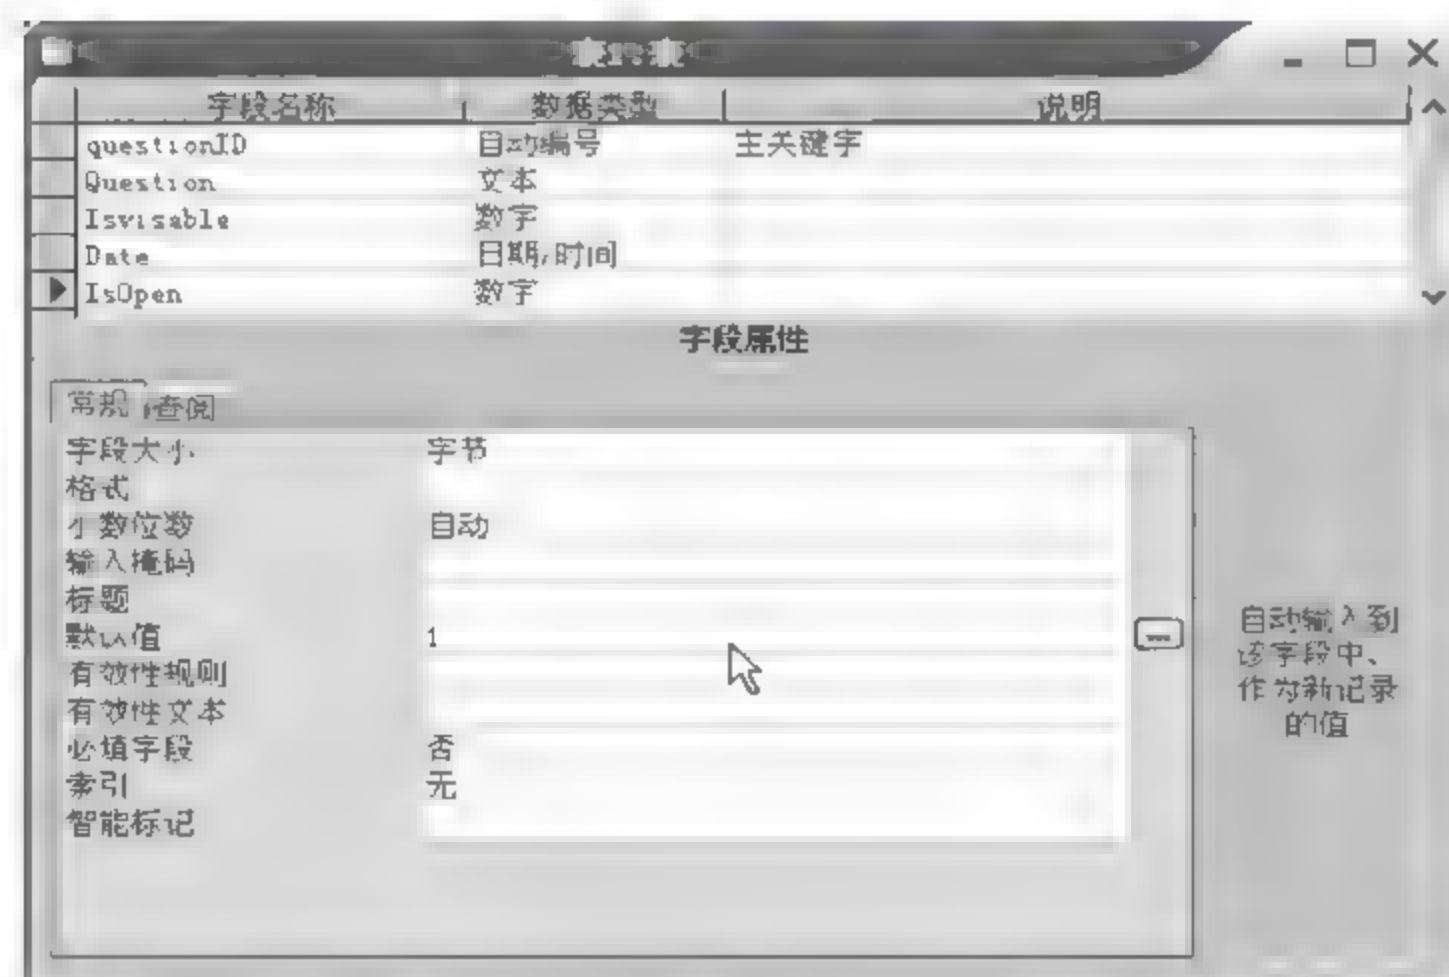 表1：表
字段名称 数据类型 说明
questionID 自动编号 主关键字
Question 文本
Isvisable 数字
Date 日期/时间
IsOpen 数字
字段属性
常规 查阅
字段大小 字节
格式
小数位数 自动
输入掩码
标题
默认值 1
有效性规则
有效性文本
必填字段 否
索引 无
智能标记
自动输入到
该字段中、
作为新记录
的值